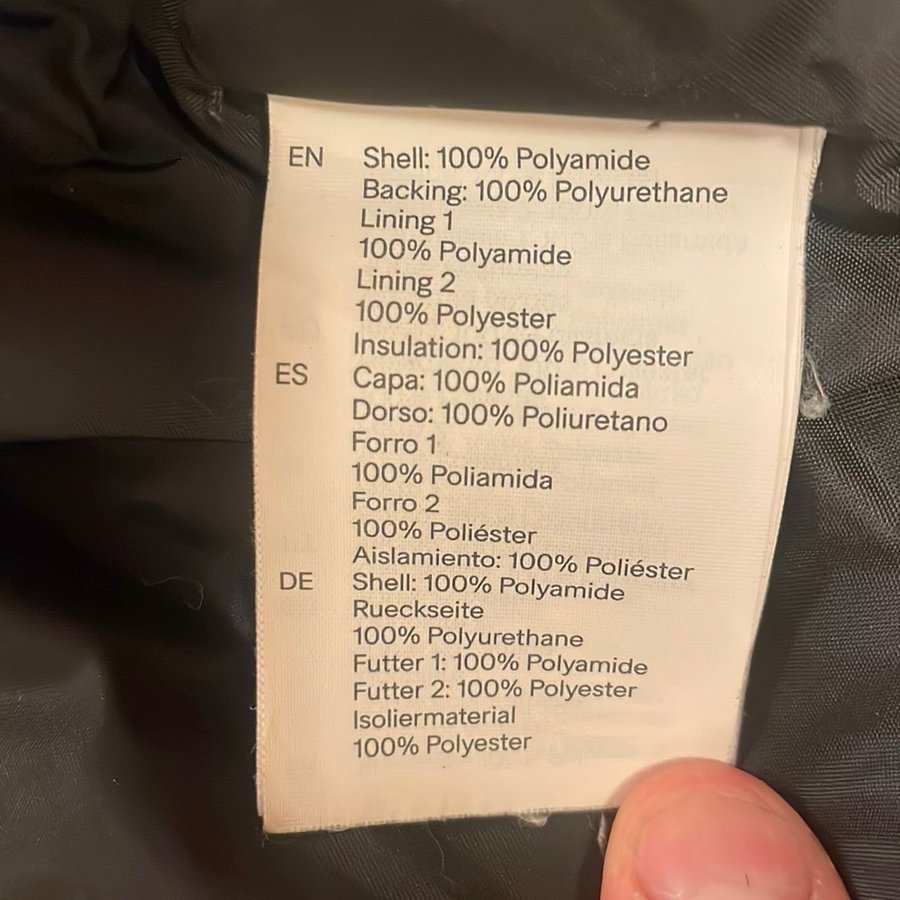 EN Shell: 100% Polyamide
Backing: 100% Polyurethane
Lining 1
100% Polyamide
Lining 2
100% Polyester
Insulation: 100% Polyester
ES Capa: 100% Poliamida
Dorso: 100% Poliuretano
Forro 1
100% Poliamida
Forro 2
100% Poliéster
Aislamiento: 100% Poliéster
DE Shell: 100% Polyamide
Rueckseite
100% Polyurethane
Futter 1: 100% Polyamide
Futter 2: 100% Polyester
Isoliermaterial
100% Polyester